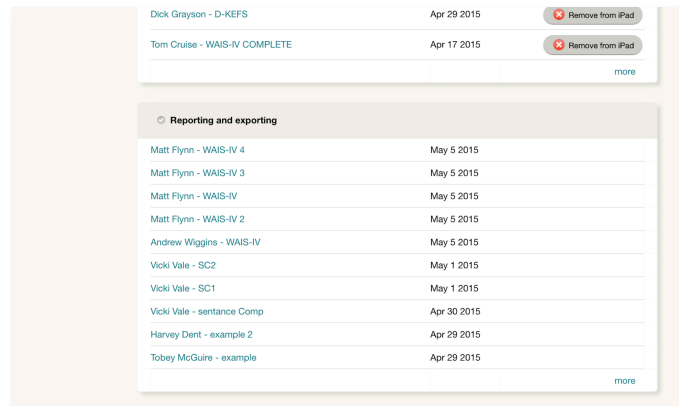 Dick Grayson - D-KEFS Apr 29 2015 Remove from iPad
Tom Cruise - WAIS-IV COMPLETE Apr 17 2015 Remove from iPad
more
Reporting and exporting
Matt Flynn - WAIS-IV 4 May 5 2015
Matt Flynn - WAIS-IV 3 May 5 2015
Matt Flynn - WAIS-IV May 5 2015
Matt Flynn - WAIS-IV 2 May 5 2015
Andrew Wiggins - WAIS-IV May 5 2015
Vicki Vale - SC2 May 1 2015
Vicki Vale - SC1 May 1 2015
Vicki Vale - sentance Comp Apr 30 2015
Harvey Dent - example 2 Apr 29 2015
Tobey McGuire - example Apr 29 2015
more